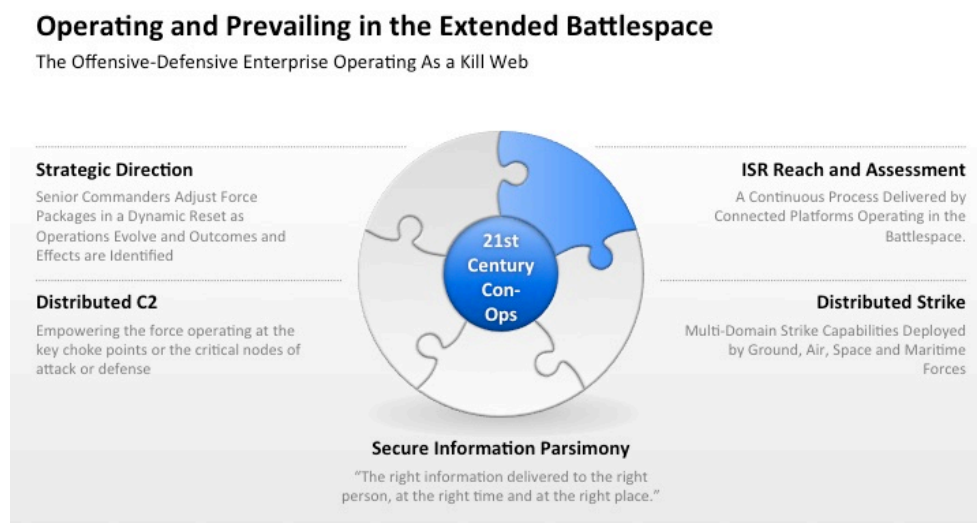 Operating and Prevailing in the Extended Battlespace
The Offensive-Defensive Enterprise Operating As a Kill Web
Strategic Direction
Senior Commanders Adjust Force
Packages in a Dynamic Reset as
Operations Evolve and Outcomes and
Effects are Identified
ISR Reach and Assessment
A Continuous Process Delivered by
Connected Platforms Operating in the
Battlespace.
21st
Century
Con-
Ops
Distributed C2
Empowering the force operating at the
key choke points or the critical nodes of
attack or defense
Distributed Strike
Multi-Domain Strike Capabilities Deployed
by Ground, Air, Space and Maritime
Forces
Secure Information Parsimony
“The right information delivered to the right
person, at the right time and at the right place.”